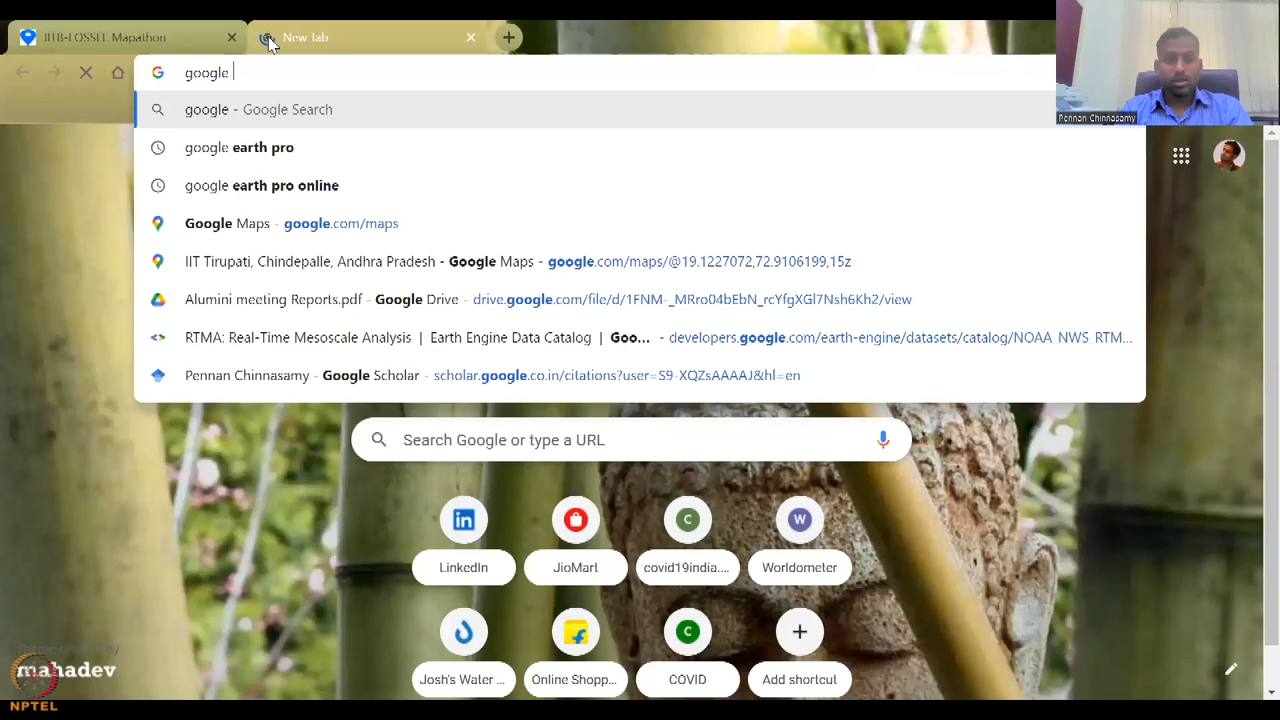 IITB-FOSSEE Mapathon
New Tab
google
google - Google Search
google earth pro
google earth pro online
Google Maps - google.com/maps
IIT Tirupati, Chindepalle, Andhra Pradesh - Google Maps - google.com/maps/@19.1227072,72.9106199,15z
Alumini meeting Reports.pdf - Google Drive - drive.google.com/file/d/1FNM-_MRro04bEbN_rcYfgXGl7Nsh6Kh2/view
RTMA: Real-Time Mesoscale Analysis | Earth Engine Data Catalog | Goo... - developers.google.com/earth-engine/datasets/catalog/NOAA_NWS_RTM...
Pennan Chinnasamy - Google Scholar - scholar.google.co.in/citations?user=S9-XQZsAAAAJ&hl=en
Pennan Chinnasamy
Search Google or type a URL
LinkedIn
JioMart
C
covid19india....
W
Worldometer
Josh's Water ...
Online Shopp...
C
COVID
Add shortcut
mahadev
NPTEL